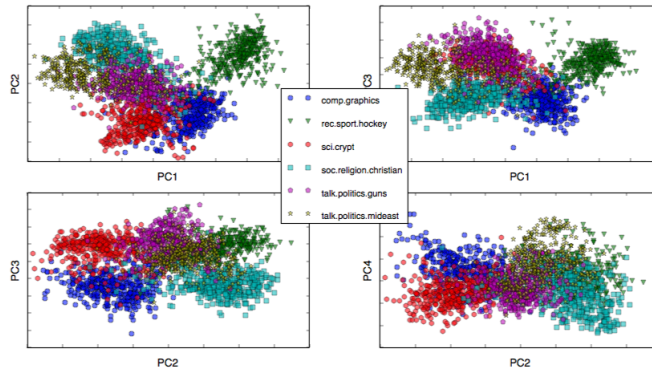 PC2
PC1
PC3
PC1
comp.graphics
rec.sport.hockey
sci.crypt
soc.religion.christian
talk.politics.guns
talk.politics.mideast
PC3
PC2
PC4
PC2